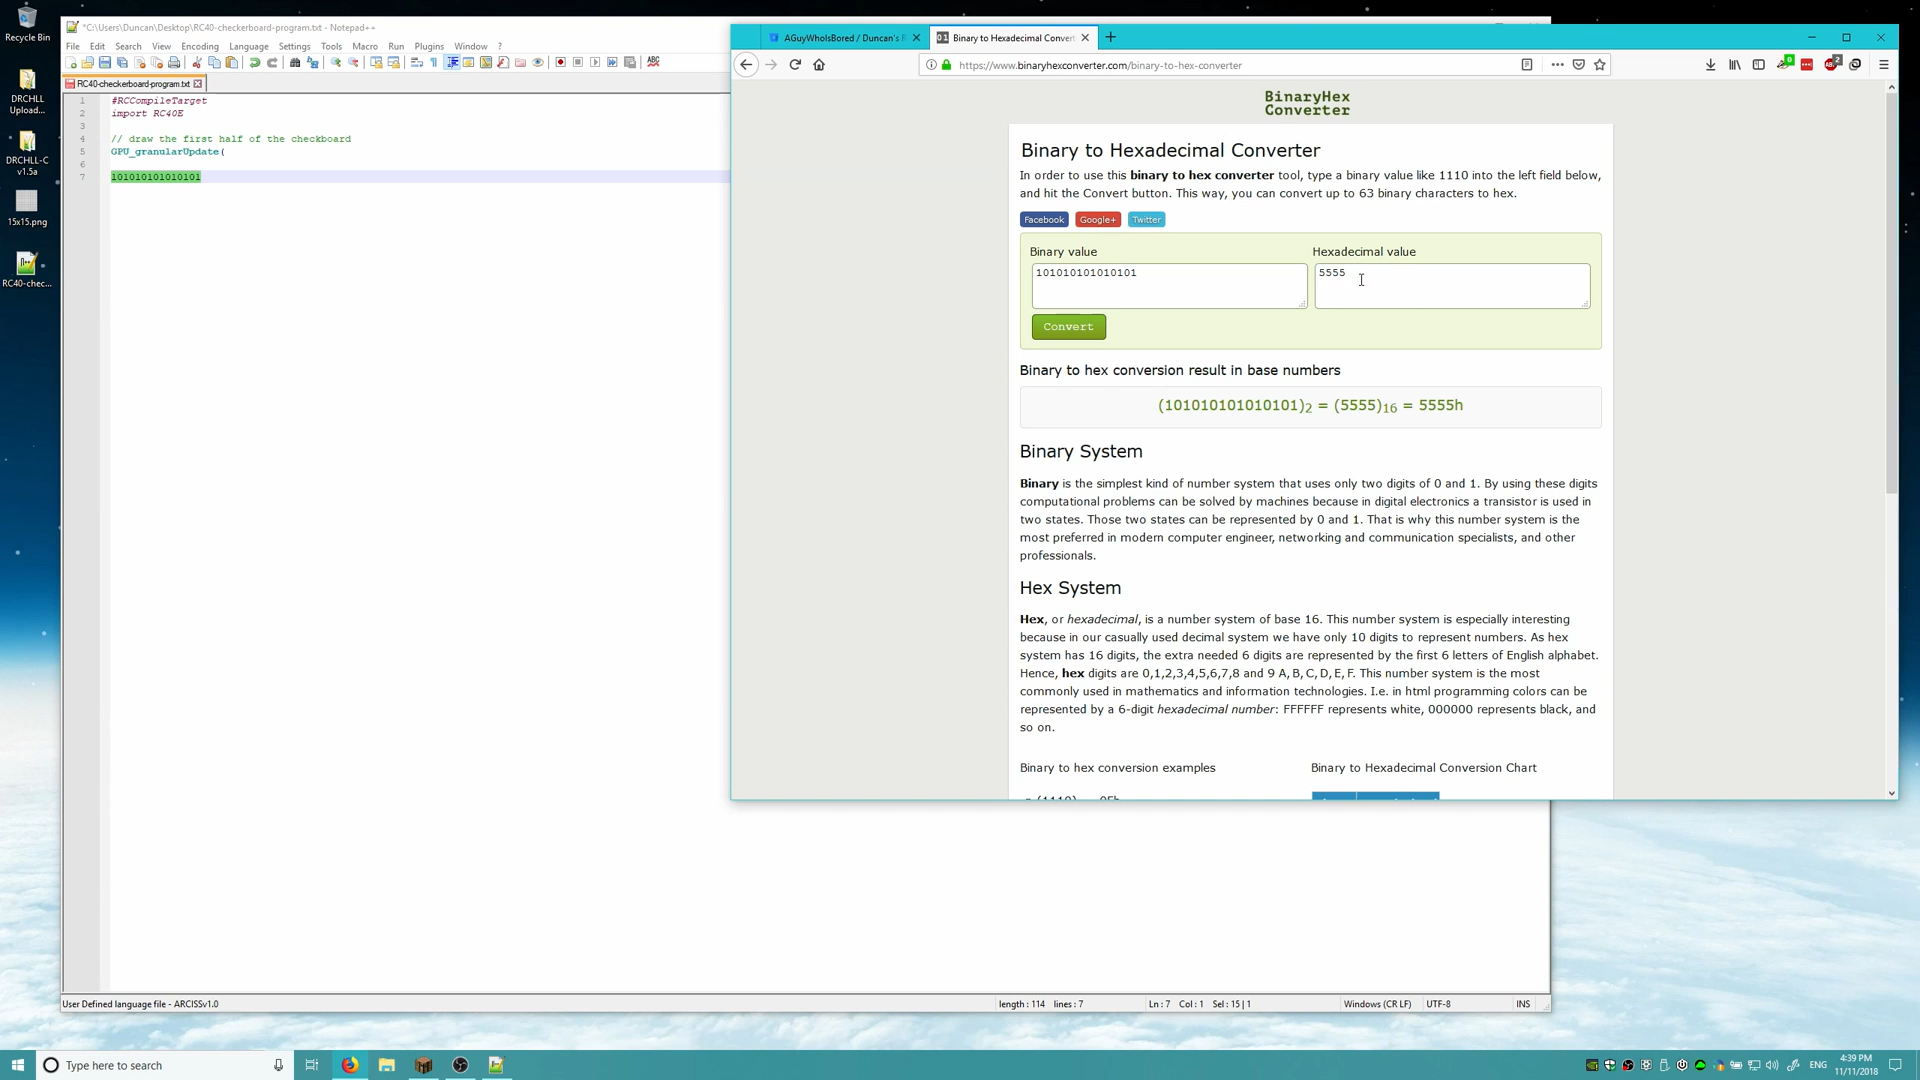 Recycle Bin
DRCHLL
Upload...
DRCHLL-C
v1.5a
15x15.png
RC40-chec...
*C:\Users\Duncan\Desktop\RC40-checkerboard-program.txt - Notepad++
File Edit Search View Encoding Language Settings Tools Macro Run Plugins Window ?
RC40-checkerboard-program.txt
1 #RCCompileTarget
2 import RC40E
3
4 // draw the first half of the checkboard
5 GPU_granularUpdate(
6
7 101010101010101
User Defined language file - ARCISSv1.0
length : 114 lines : 7
Ln : 7 Col : 1 Sel : 15 | 1
Windows (CR LF)
UTF-8
INS
AGuyWhoIsBored / Duncan's
Binary to Hexadecimal Convert
https://www.binaryhexconverter.com/binary-to-hex-converter
BinaryHex
Converter
Binary to Hexadecimal Converter
In order to use this binary to hex converter tool, type a binary value like 1110 into the left field below,
and hit the Convert button. This way, you can convert up to 63 binary characters to hex.
Facebook Google+ Twitter
Binary value Hexadecimal value
101010101010101 5555
Convert
Binary to hex conversion result in base numbers
(101010101010101)2 = (5555)16 = 5555h
Binary System
Binary is the simplest kind of number system that uses only two digits of 0 and 1. By using these digits
computational problems can be solved by machines because in digital electronics a transistor is used in
two states. Those two states can be represented by 0 and 1. That is why this number system is the
most preferred in modern computer engineer, networking and communication specialists, and other
professionals.
Hex System
Hex, or hexadecimal, is a number system of base 16. This number system is especially interesting
because in our casually used decimal system we have only 10 digits to represent numbers. As hex
system has 16 digits, the extra needed 6 digits are represented by the first 6 letters of English alphabet.
Hence, hex digits are 0,1,2,3,4,5,6,7,8 and 9 A, B, C, D, E, F. This number system is the most
commonly used in mathematics and information technologies. I.e. in html programming colors can be
represented by a 6-digit hexadecimal number: FFFFFF represents white, 000000 represents black, and
so on.
Binary to hex conversion examples Binary to Hexadecimal Conversion Chart
Type here to search
ENG
4:39 PM
11/11/2018